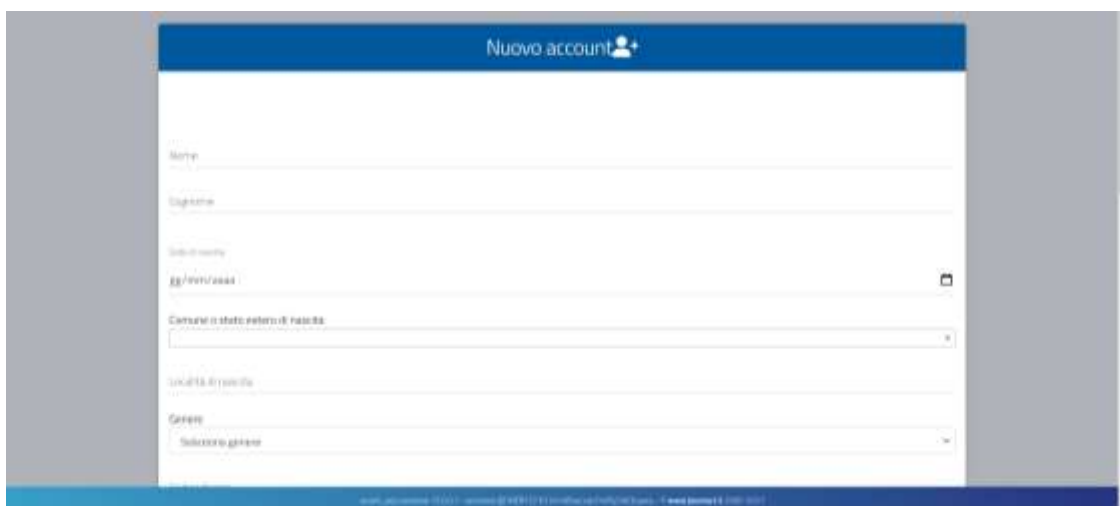 Nuovo account
Nome
Cognome
Data di nascita
gg/mm/aaaa
Comune o stato estero di nascita
Località di nascita
Genere
Seleziona genere